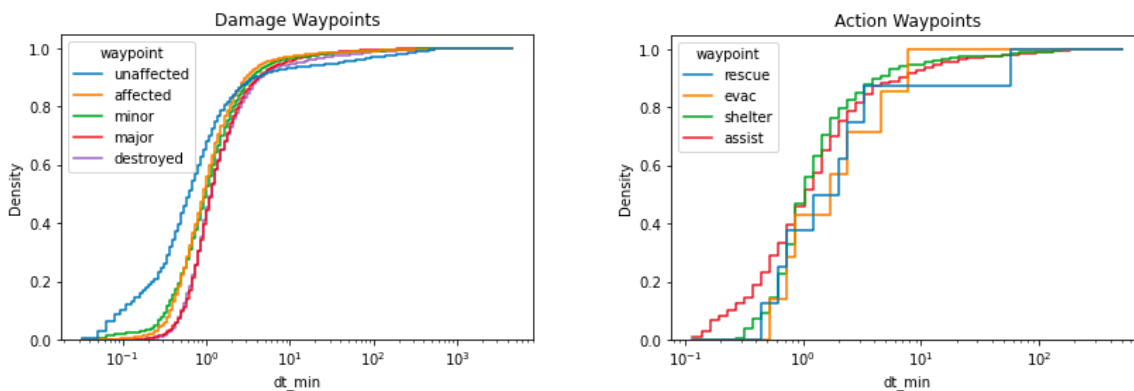 Damage Waypoints
1.0
0.8
0.6
0.4
0.2
0.0
Density
waypoint
unaffected
affected
minor
major
destroyed
10⁻¹
10⁰
10¹
10²
10³
dt_min
Action Waypoints
1.0
0.8
0.6
0.4
0.2
0.0
Density
waypoint
rescue
evac
shelter
assist
10⁻¹
10⁰
10¹
10²
dt_min